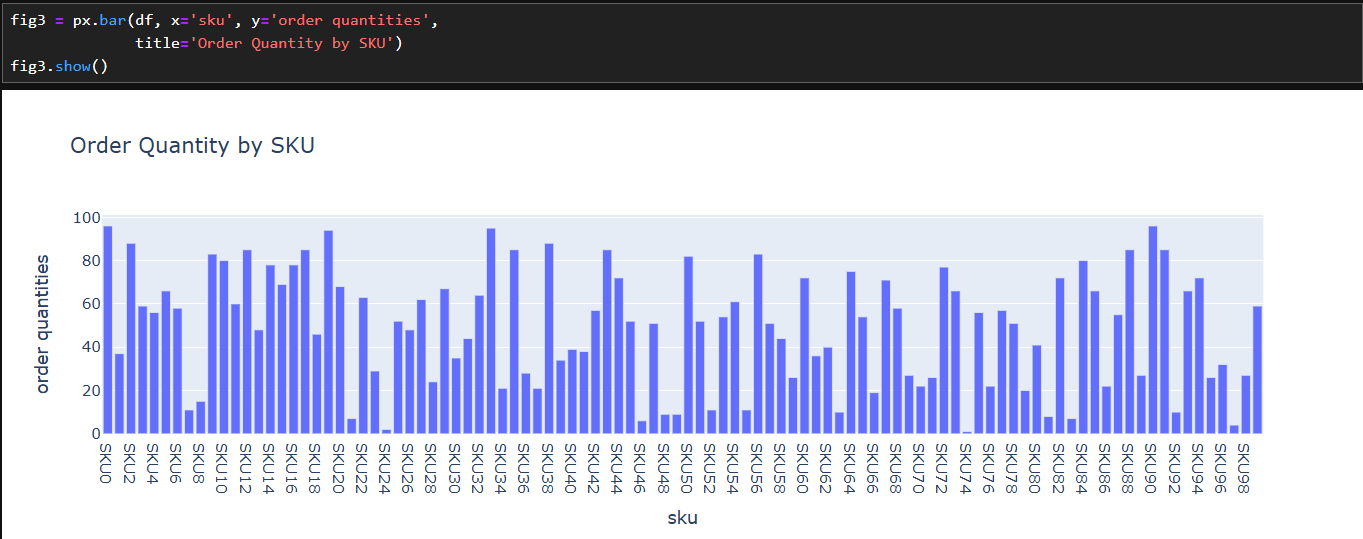 fig3 = px.bar(df, x='sku', y='order quantities',
title='Order Quantity by SKU')
fig3.show()
Order Quantity by SKU
order quantities
100
80
60
40
20
0
SKU0
SKU2
SKU4
SKU6
SKU8
SKU10
SKU12
SKU14
SKU16
SKU18
SKU20
SKU22
SKU24
SKU26
SKU28
SKU30
SKU32
SKU34
SKU36
SKU38
SKU40
SKU42
SKU44
SKU46
SKU48
SKU50
SKU52
SKU54
SKU56
SKU58
SKU60
SKU62
SKU64
SKU66
SKU68
SKU70
SKU72
SKU74
SKU76
SKU78
SKU80
SKU82
SKU84
SKU86
SKU88
SKU90
SKU92
SKU94
SKU96
SKU98
sku